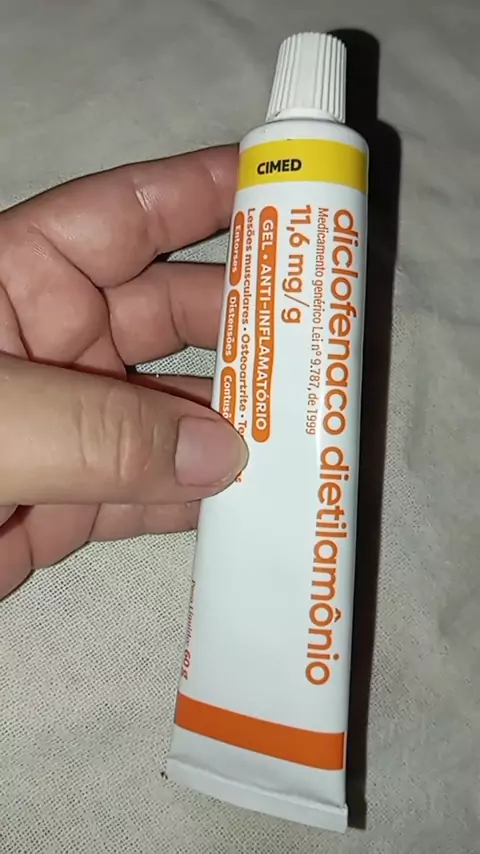 CIMED
diclofenaco dietilamônio
Medicamento genérico Lei nº 9.787, de 1999
11,6 mg/g
GEL • ANTI-INFLAMATÓRIO
Lesões musculares • Osteoartrite •
Entorses Distensões
60 g